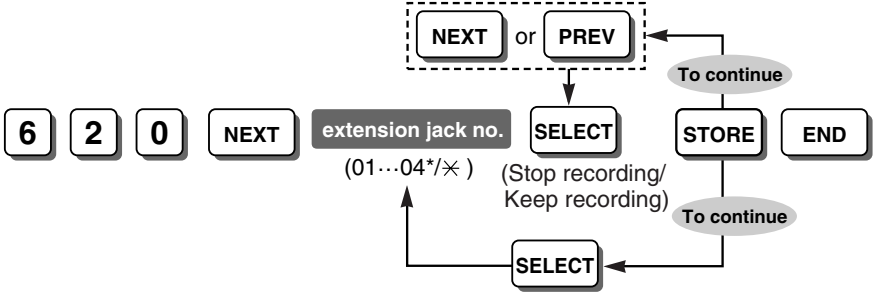 NEXT or PREV
To continue
6 2 0 NEXT extension jack no. SELECT STORE END
(01···04*/✳)
(Stop recording/
Keep recording)
To continue
SELECT